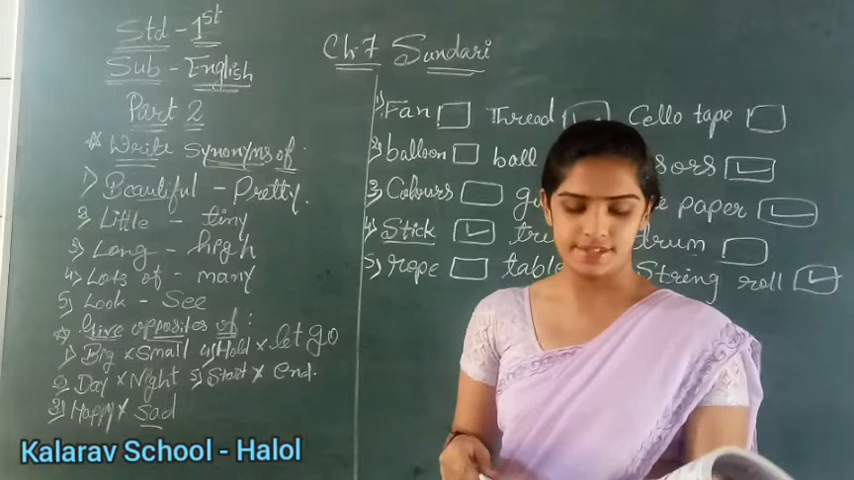 Std - 1st
Sub - English
Part 2
* Write synonyms of
1) Beautiful - Pretty.
2) Little - tiny
3) Long - high
4) Lots of - many
5) Look - See
* Give opposites of :
1) Big × Small 4) Hold × let go
2) Day × Night 5) Start × End.
3) Happy × Sad
Ch-7 Sundari
1) Fan Thread Cello tape
2) balloon ball ssors
3) Colours paper
4) Stick drum
5) rope table String roll
Kalarav School - Halol